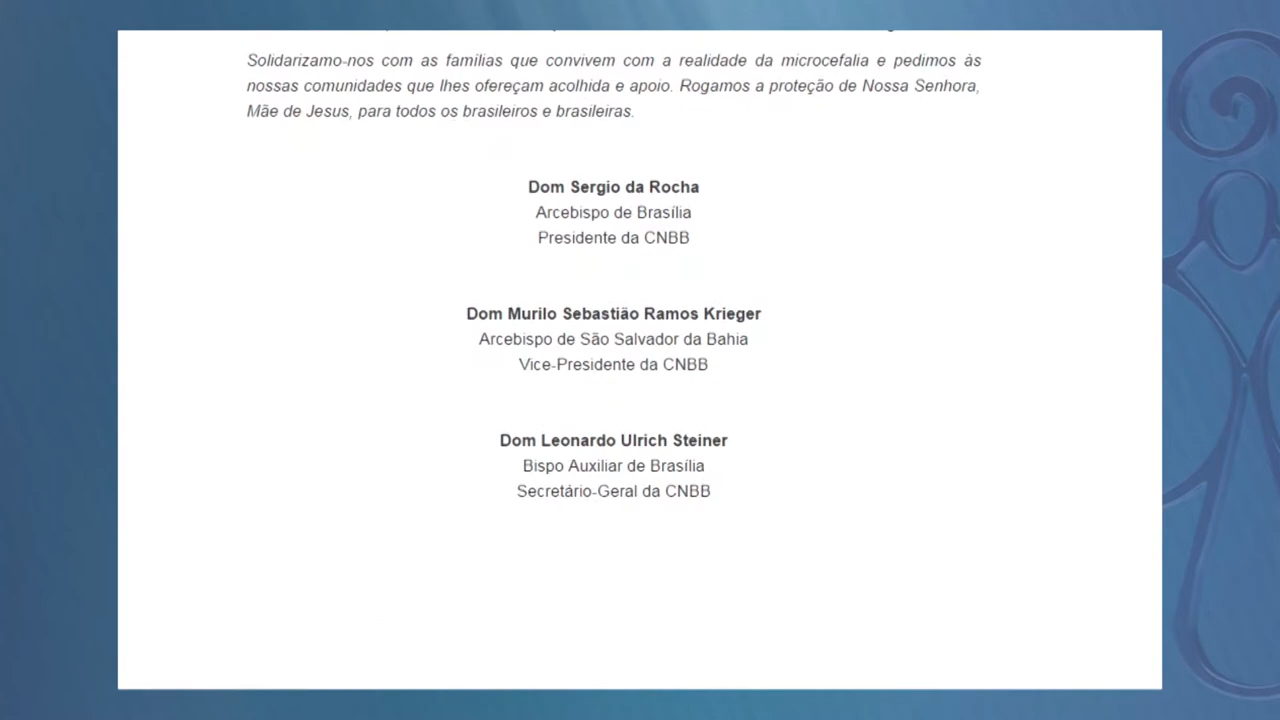 Solidarizamo-nos com as famílias que convivem com a realidade da microcefalia e pedimos às
nossas comunidades que lhes ofereçam acolhida e apoio. Rogamos a proteção de Nossa Senhora,
Mãe de Jesus, para todos os brasileiros e brasileiras.
Dom Sergio da Rocha
Arcebispo de Brasília
Presidente da CNBB
Dom Murilo Sebastião Ramos Krieger
Arcebispo de São Salvador da Bahia
Vice-Presidente da CNBB
Dom Leonardo Ulrich Steiner
Bispo Auxiliar de Brasília
Secretário-Geral da CNBB